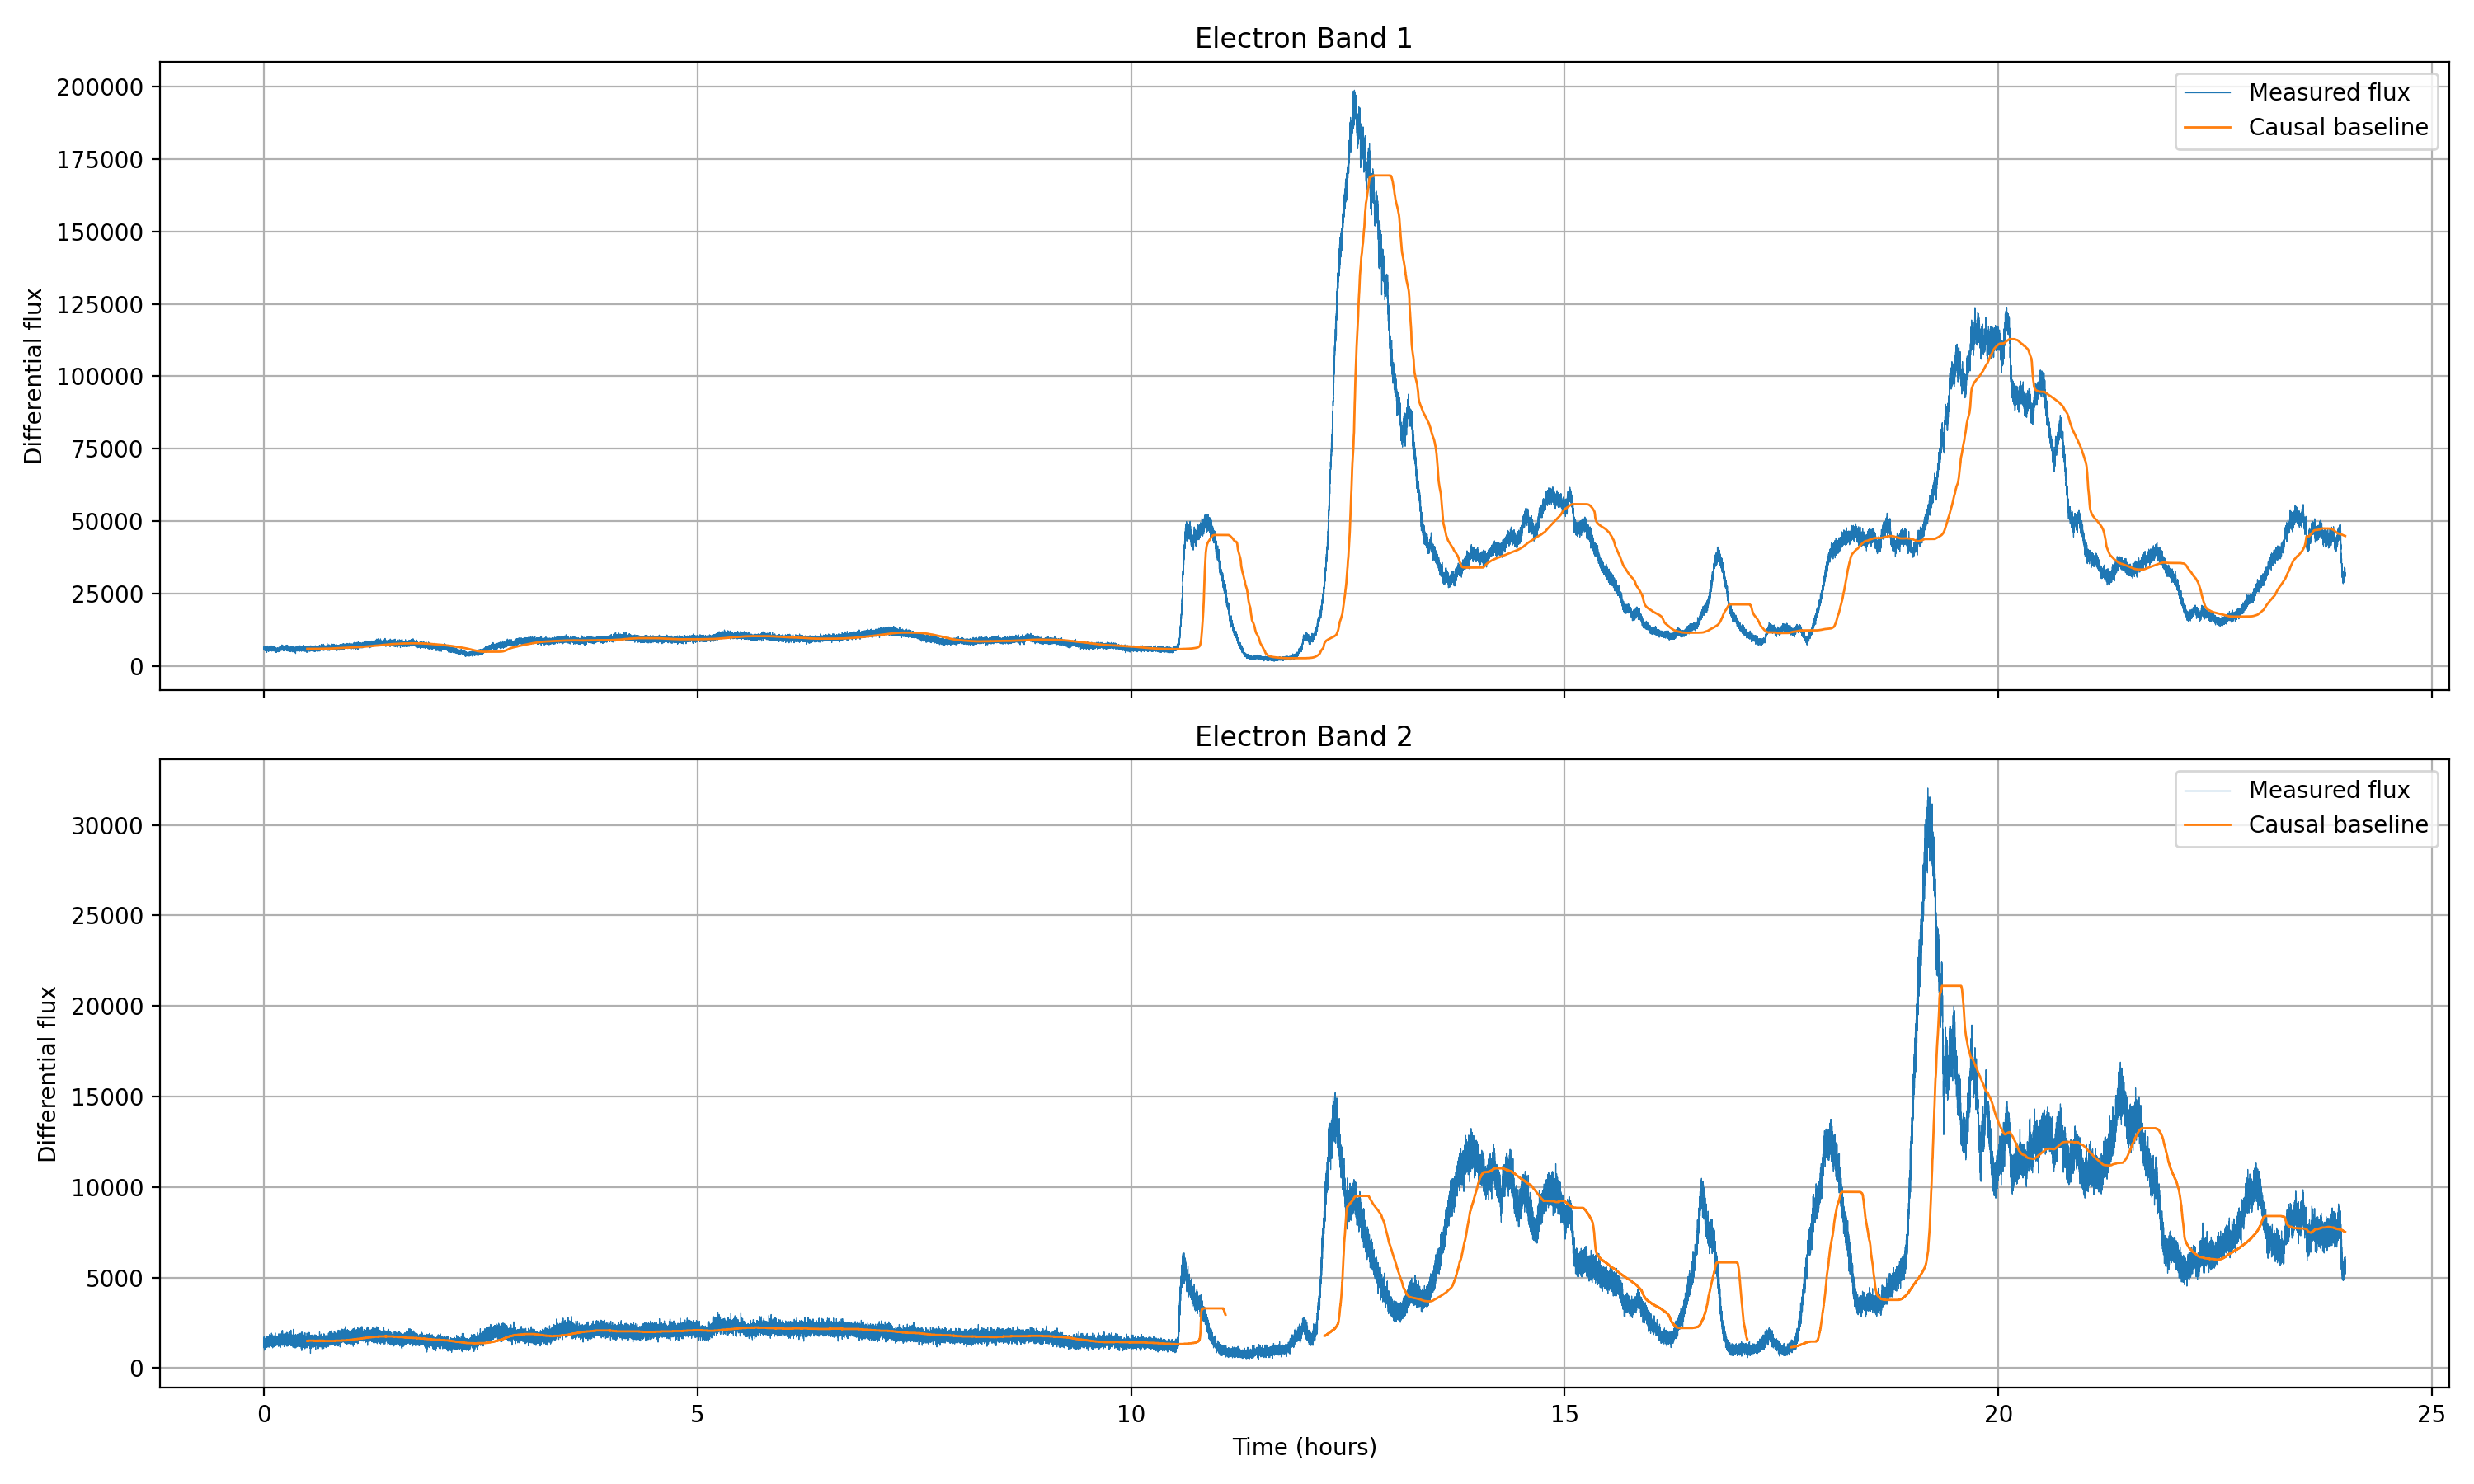 Electron Band 1
200000
175000
150000
125000
100000
75000
50000
25000
0
Differential flux
Measured flux
Causal baseline
Electron Band 2
30000
25000
20000
15000
10000
5000
0
Differential flux
Measured flux
Causal baseline
0 5 10 15 20 25
Time (hours)